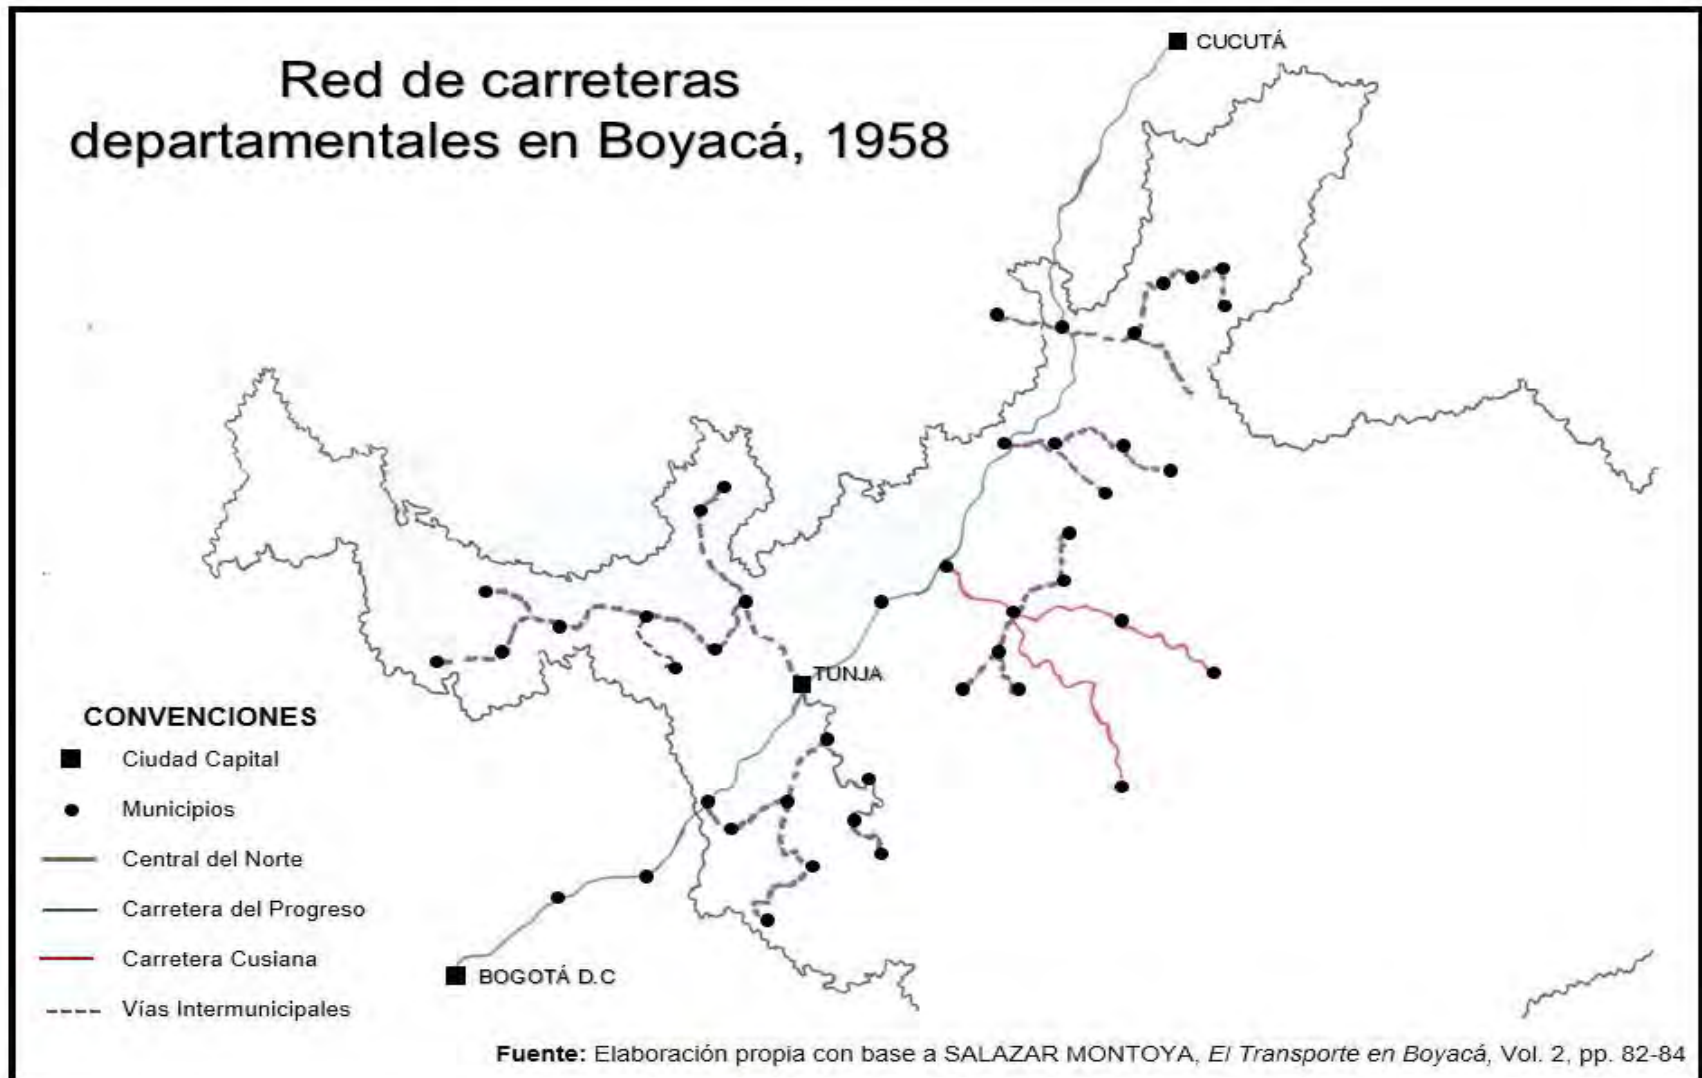 Red de carreteras
departamentales en Boyacá, 1958
CUCUTÁ
TUNJA
CONVENCIONES
Ciudad Capital
Municipios
Central del Norte
Carretera del Progreso
Carretera Cusiana
Vías Intermunicipales
BOGOTÁ D.C
Fuente: Elaboración propia con base a SALAZAR MONTOYA, El Transporte en Boyacá, Vol. 2, pp. 82-84